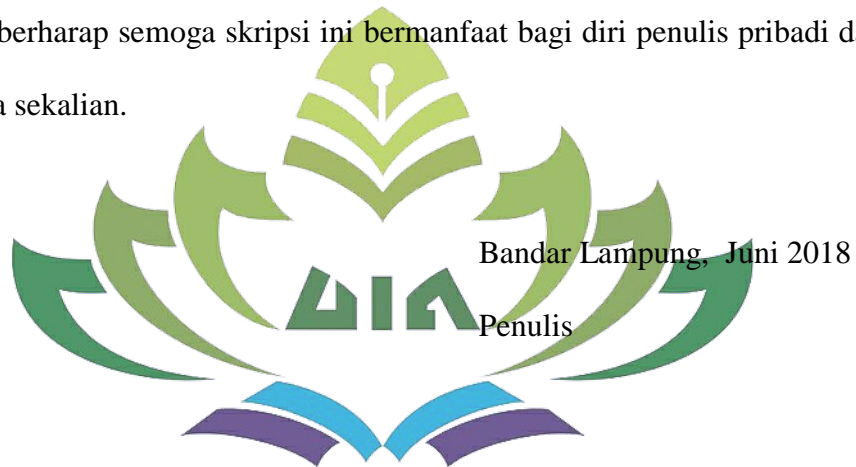 berharap semoga skripsi ini bermanfaat bagi diri penulis pribadi
sekalian.
UIN
Bandar Lampung, Juni 2018
Penulis